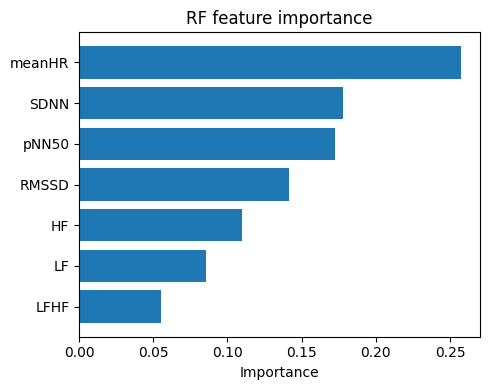 RF feature importance
meanHR
SDNN
pNN50
RMSSD
HF
LF
LFHF
0.00 0.05 0.10 0.15 0.20 0.25
Importance